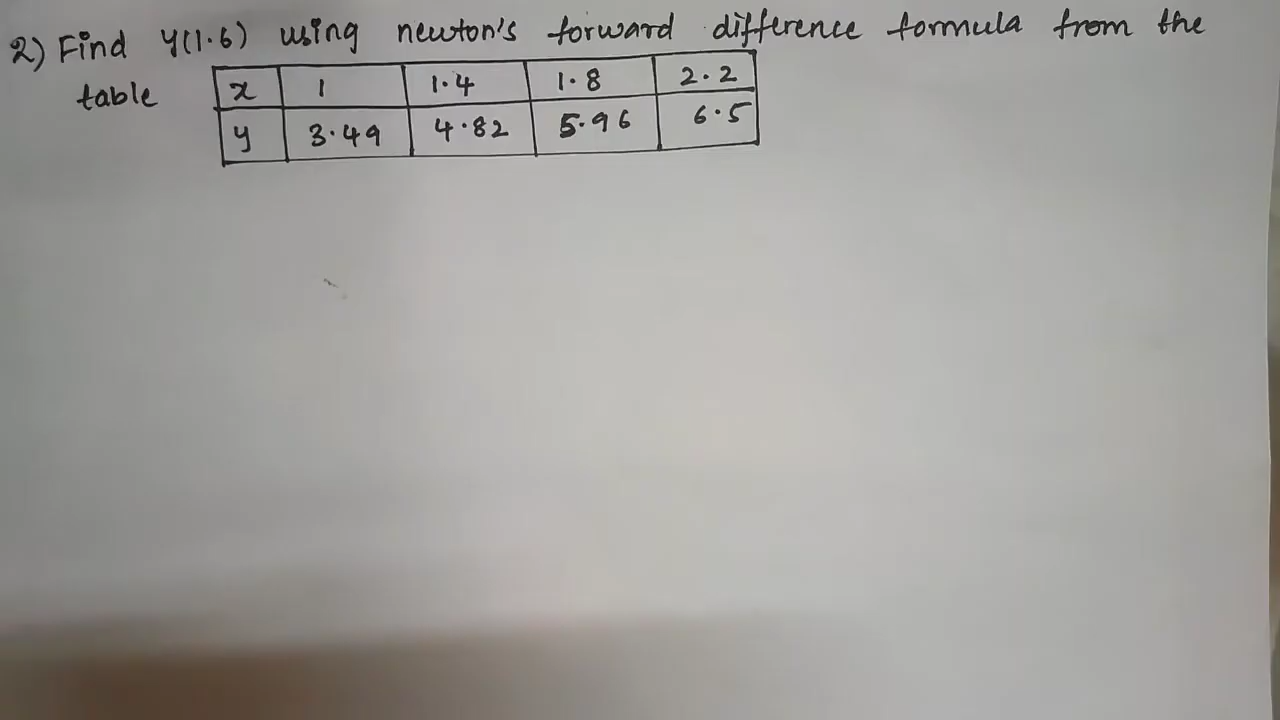 2) Find y(1.6) using newton's forward difference formula from the
table
x 1 1.4 1.8 2.2
y 3.49 4.82 5.96 6.5